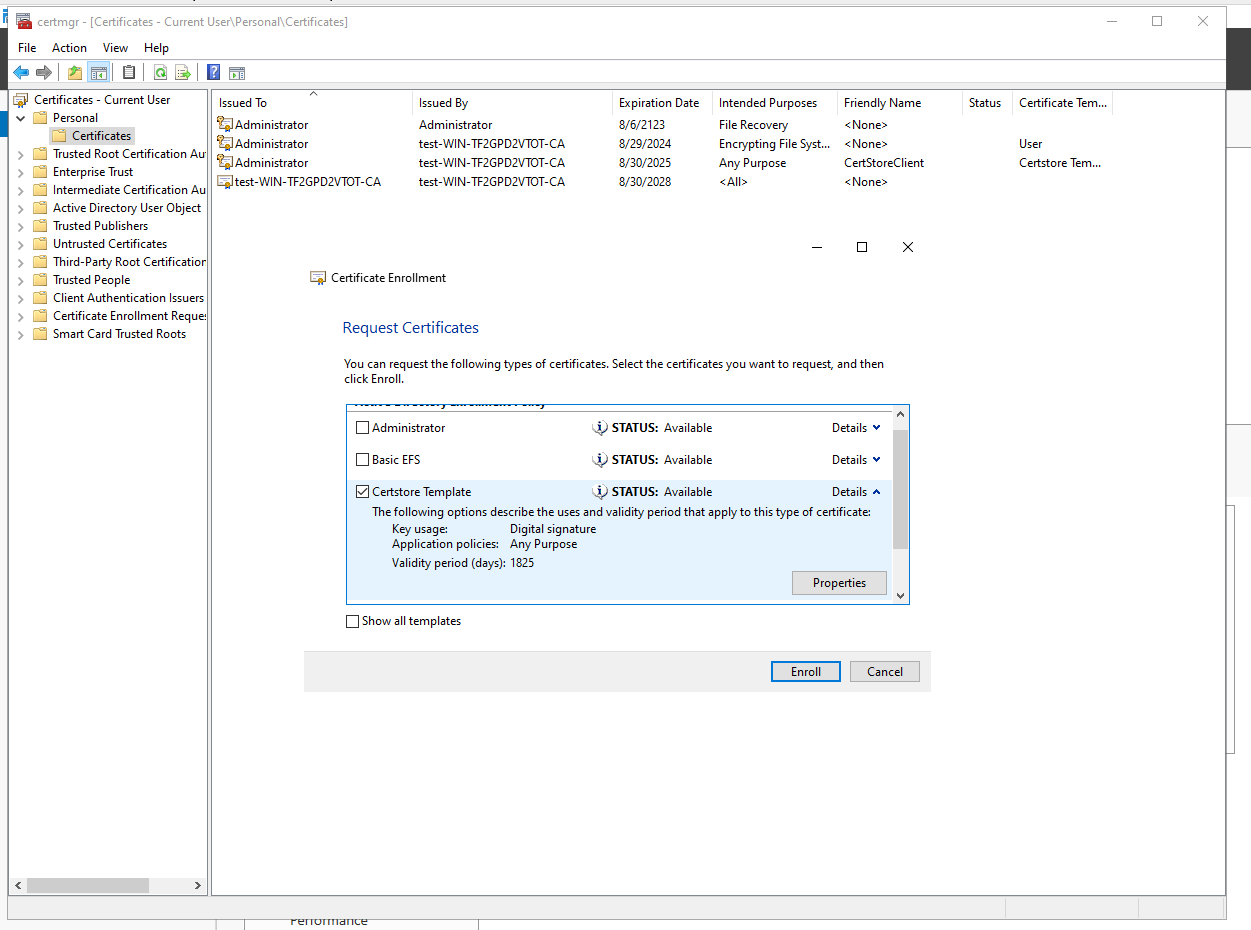 certmgr - [Certificates - Current User\Personal\Certificates]
File Action View Help
Certificates - Current User
Personal
Certificates
Trusted Root Certification Au
Enterprise Trust
Intermediate Certification Au
Active Directory User Object
Trusted Publishers
Untrusted Certificates
Third-Party Root Certification
Trusted People
Client Authentication Issuers
Certificate Enrollment Reques
Smart Card Trusted Roots
Issued To Issued By Expiration Date Intended Purposes Friendly Name Status Certificate Tem...
Administrator Administrator 8/6/2123 File Recovery <None>
Administrator test-WIN-TF2GPD2VTOT-CA 8/29/2024 Encrypting File Syst... <None> User
Administrator test-WIN-TF2GPD2VTOT-CA 8/30/2025 Any Purpose CertStoreClient Certstore Tem...
test-WIN-TF2GPD2VTOT-CA test-WIN-TF2GPD2VTOT-CA 8/30/2028 <All> <None>
Certificate Enrollment
Request Certificates
You can request the following types of certificates. Select the certificates you want to request, and then
click Enroll.
Active Directory Enrollment Policy
Administrator STATUS: Available Details
Basic EFS STATUS: Available Details
Certstore Template STATUS: Available Details
The following options describe the uses and validity period that apply to this type of certificate:
Key usage: Digital signature
Application policies: Any Purpose
Validity period (days): 1825
Properties
Show all templates
Enroll Cancel
Performance